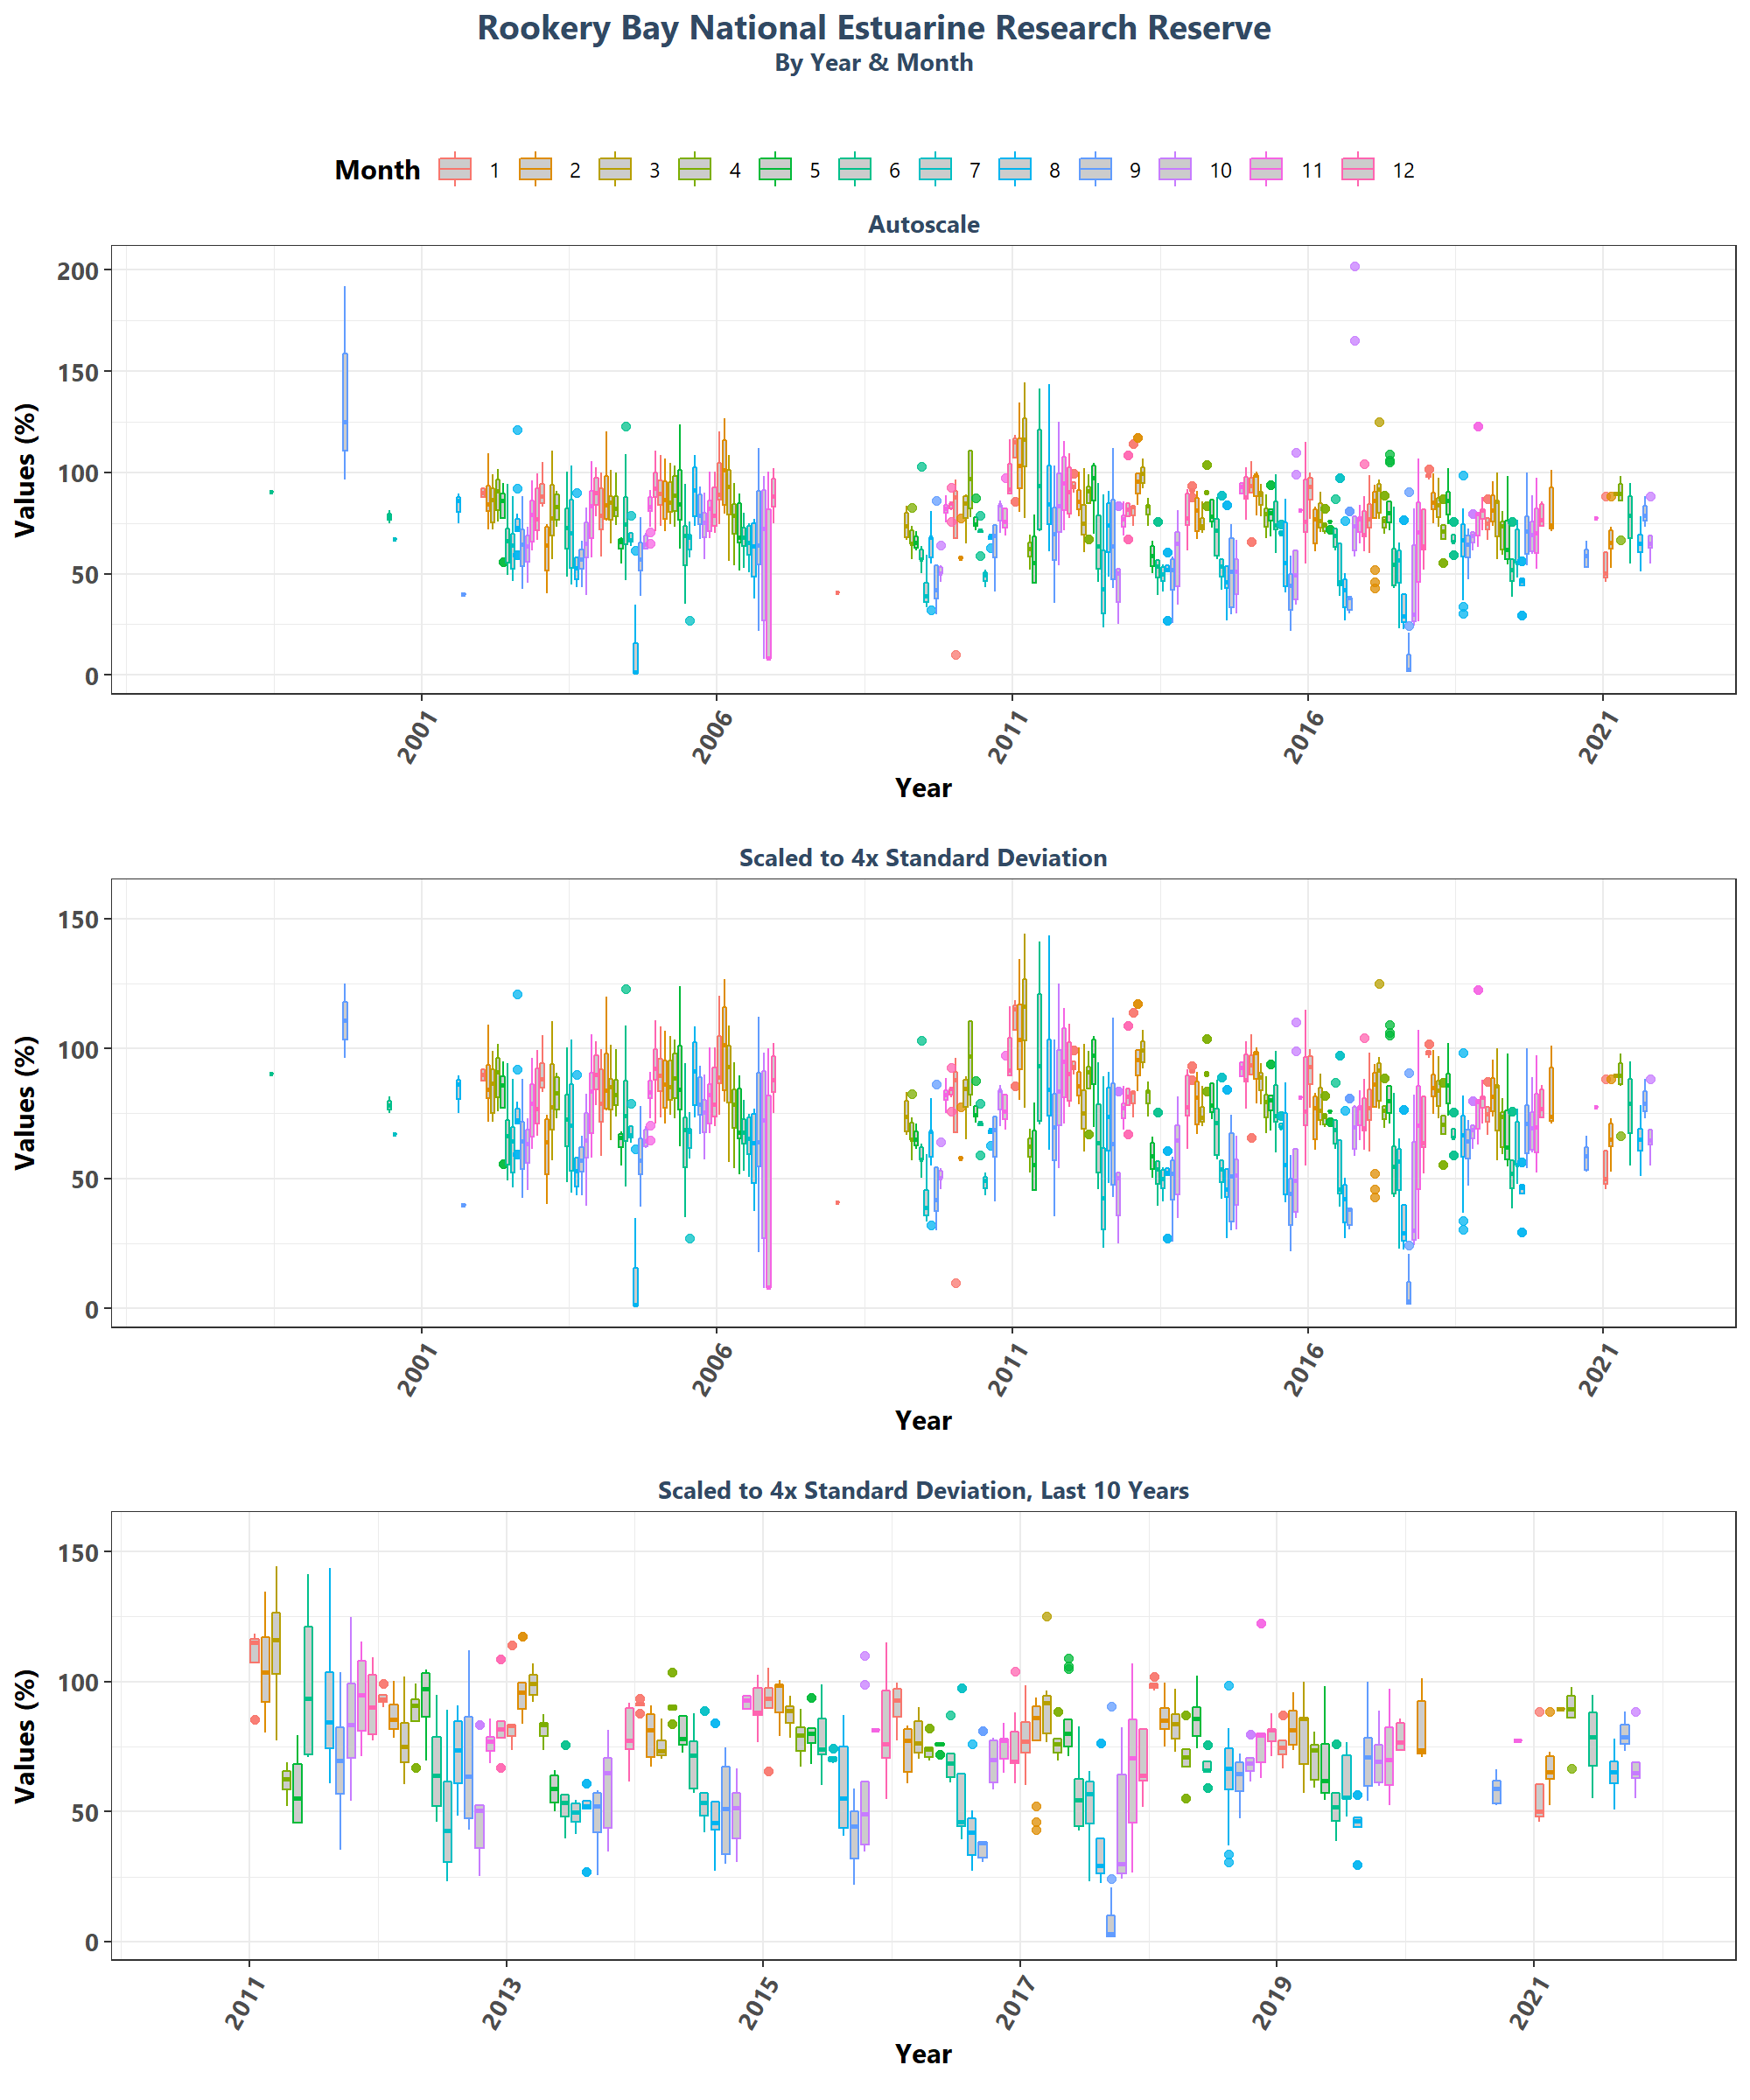 Rookery Bay National Estuarine Research Reserve
By Year & Month
Month 1 2 3 4 5 6 7 8 9 10 11 12
Autoscale
Values (%)
200
150
100
50
0
2001 2006 2011 2016 2021
Year
Scaled to 4x Standard Deviation
Values (%)
150
100
50
0
2001 2006 2011 2016 2021
Year
Scaled to 4x Standard Deviation, Last 10 Years
Values (%)
150
100
50
0
2011 2013 2015 2017 2019 2021
Year